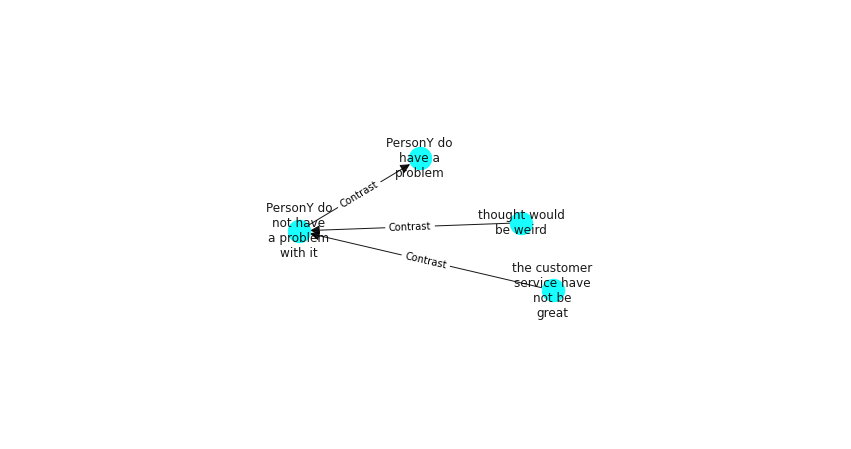 PersonY do
have a
problem
Contrast
PersonY do
not have
a problem
with it
Contrast
thought would
be weird
Contrast
the customer
service have
not be
great